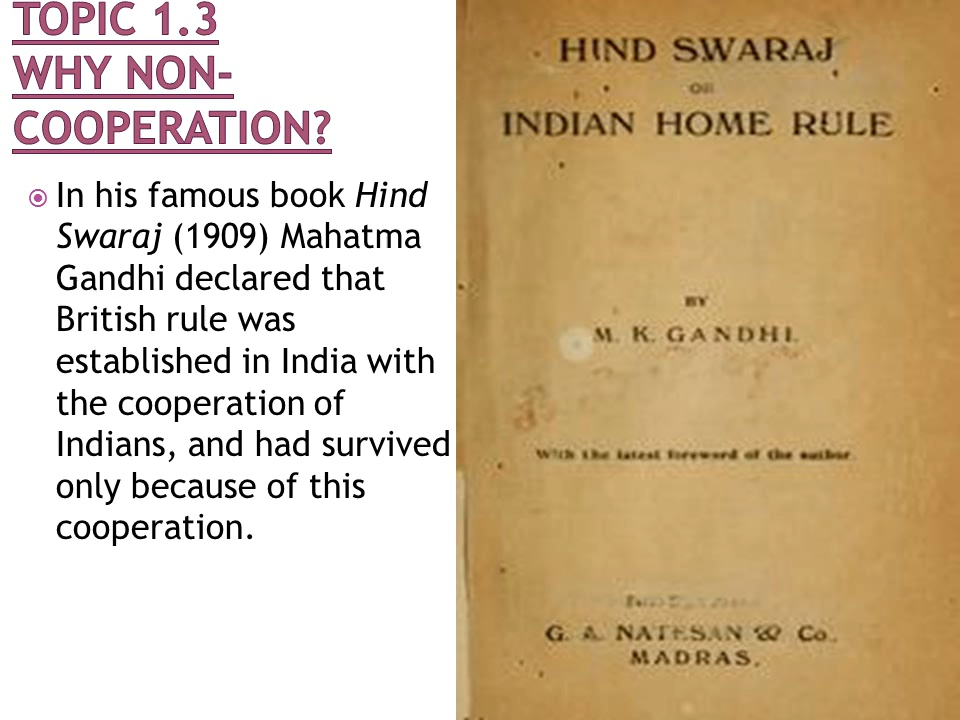 TOPIC 1.3
WHY NON-
COOPERATION?
In his famous book Hind
Swaraj (1909) Mahatma
Gandhi declared that
British rule was
established in India with
the cooperation of
Indians, and had survived
only because of this
cooperation.
HIND SWARAJ
OR
INDIAN HOME RULE
BY
M. K. GANDHI.
With the latest foreword of the author.
G. A. NATESAN & Co.,
MADRAS.